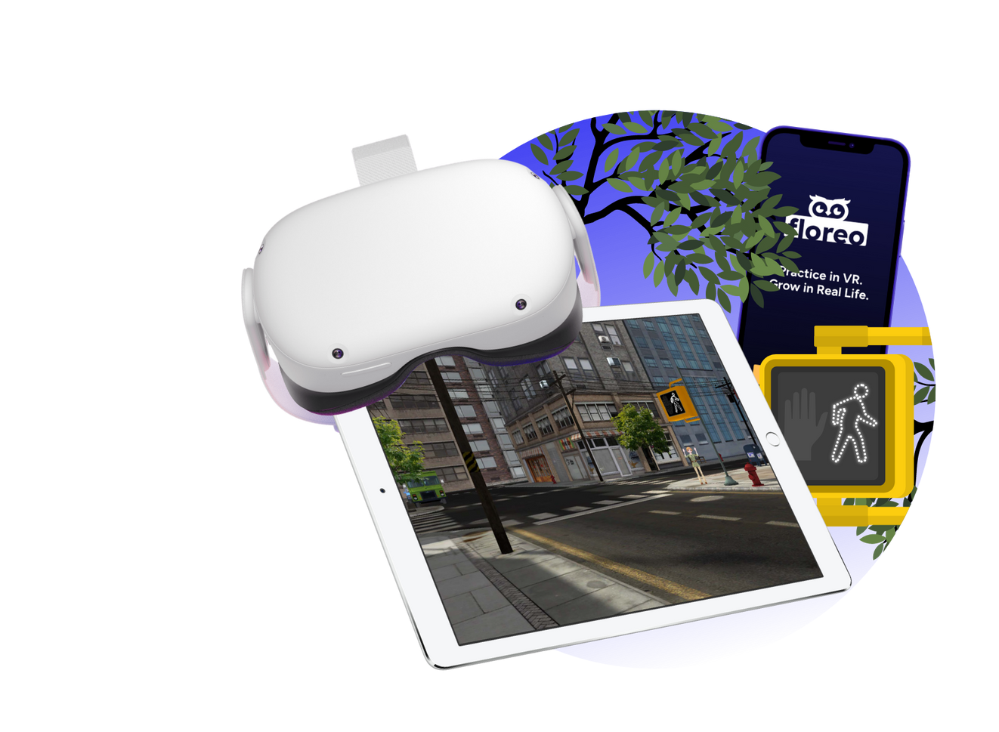 floreo
Practice in VR.
Grow in Real Life.